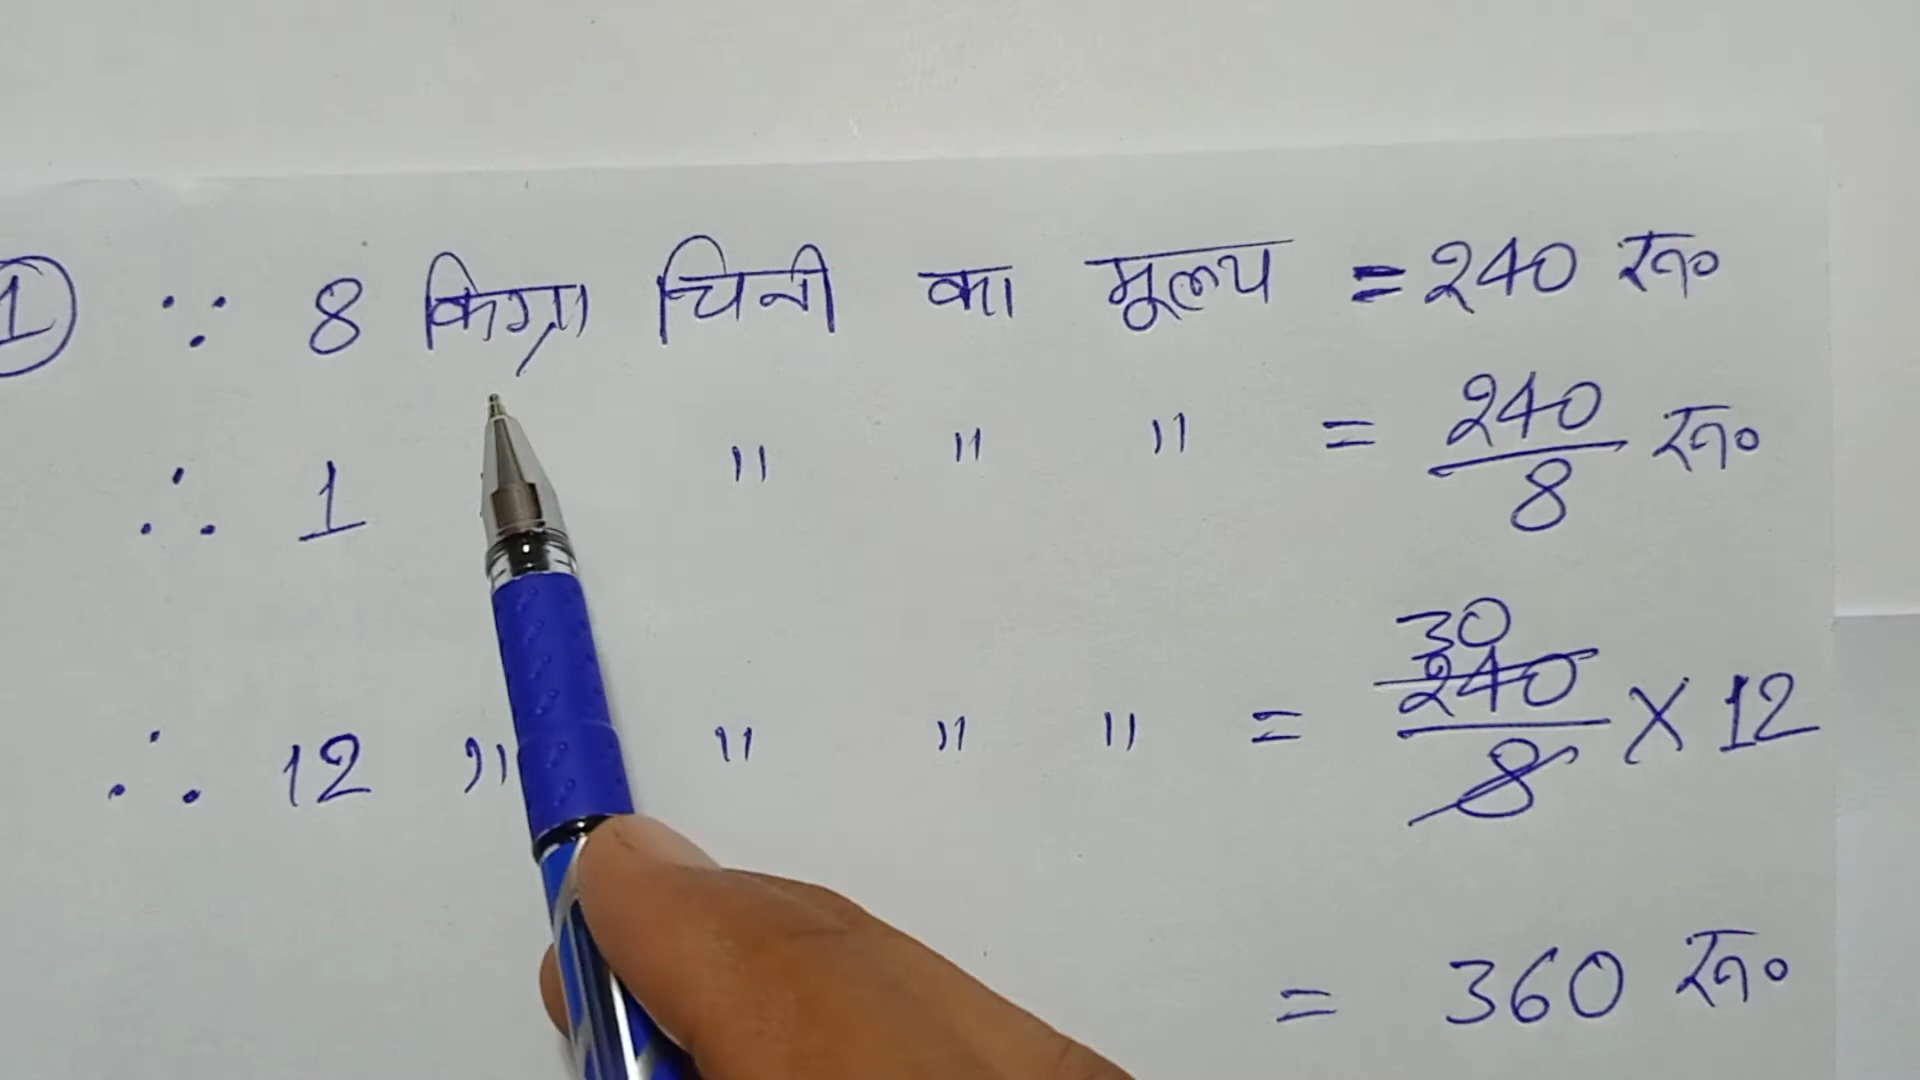 ① ∵ 8 किग्रा चिनी का मूल्य = 240 रू०
∴ 1 " " " = 240/8 रू०
30
∴ 12 " " " " = 240/8 × 12
= 360 रू०